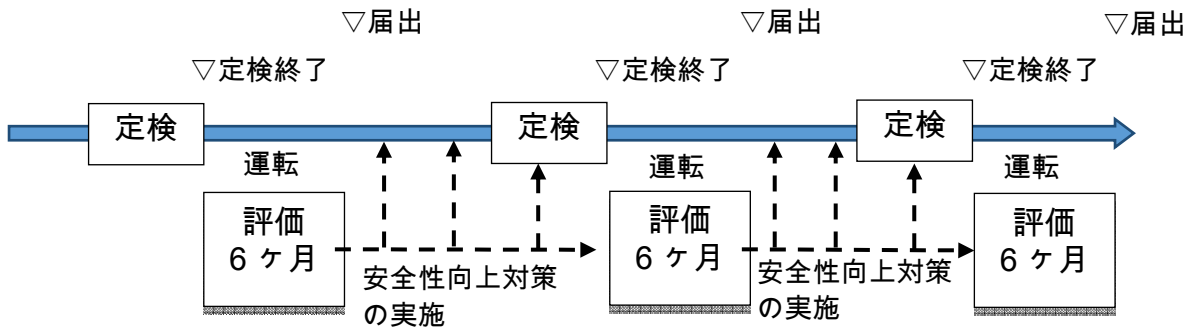 ▽届出
▽届出
▽届出
▽定検終了
▽定検終了
▽定検終了
定検
定検
定検
運転
運転
運転
評価
6ヶ月
安全性向上対策
の実施
評価
6ヶ月
安全性向上対策
の実施
評価
6ヶ月